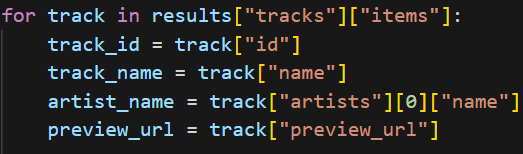 for track in results["tracks"]["items"]:
    track_id = track["id"]
    track_name = track["name"]
    artist_name = track["artists"][0]["name"]
    preview_url = track["preview_url"]